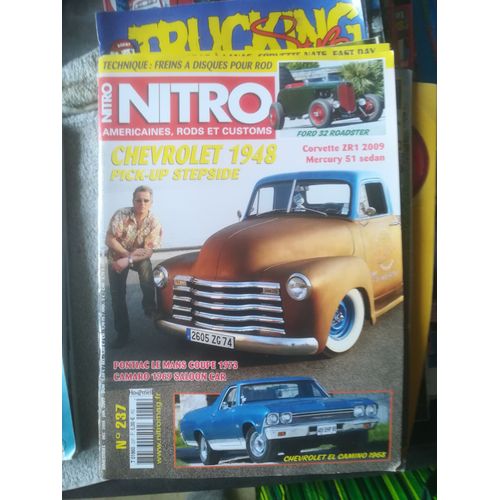 TRUCKING
TECHNIQUE : FREINS A DISQUES POUR ROD
NITRO
NITRO
AMERICAINES, RODS ET CUSTOMS
FORD 32 ROADSTER
CHEVROLET 1948
PICK-UP STEPSIDE
Corvette ZR1 2009
Mercury 51 sedan
2605 ZG 74
PONTIAC LE MANS COUPE 1973
CAMARO 1967 SALOON CAR
N° 237
www.nitromag.fr
CHEVROLET EL CAMINO 1968